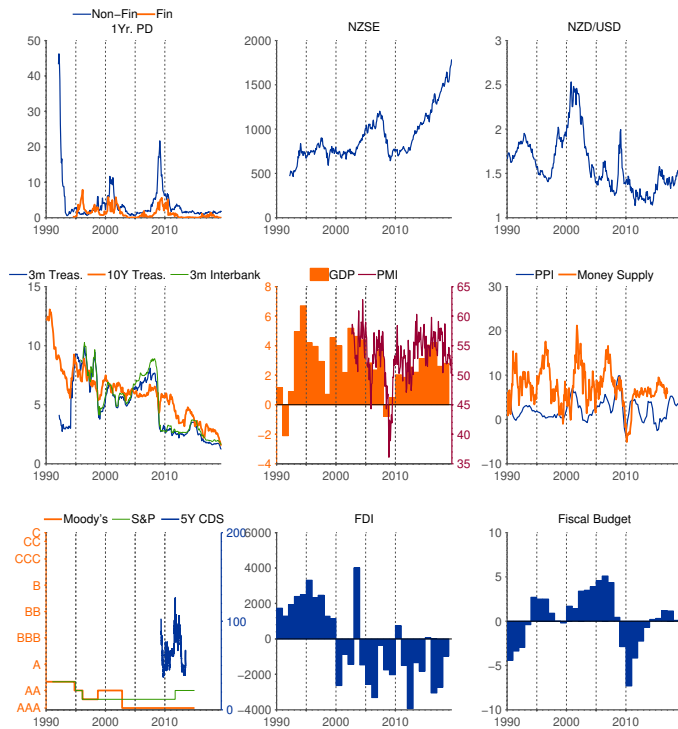 Non-Fin Fin
1Yr. PD
50
40
30
20
10
0
1990 2000 2010
NZSE
2000
1500
1000
500
0
1990 2000 2010
NZD/USD
3
2.6
2.2
1.8
1.4
1
1990 2000 2010
3m Treas. 10Y Treas. 3m Interbank
15
10
5
0
1990 2000 2010
GDP PMI
8
6
4
2
0
-2
-4
65
60
55
50
45
40
35
1990 2000 2010
PPI Money Supply
30
20
10
0
-10
1990 2000 2010
Moody's S&P 5Y CDS
C
CC
CCC
B
BB
BBB
A
AA
AAA
200
100
0
1990 2000 2010
FDI
6000
4000
2000
0
-2000
-4000
1990 2000 2010
Fiscal Budget
10
5
0
-5
-10
1990 2000 2010